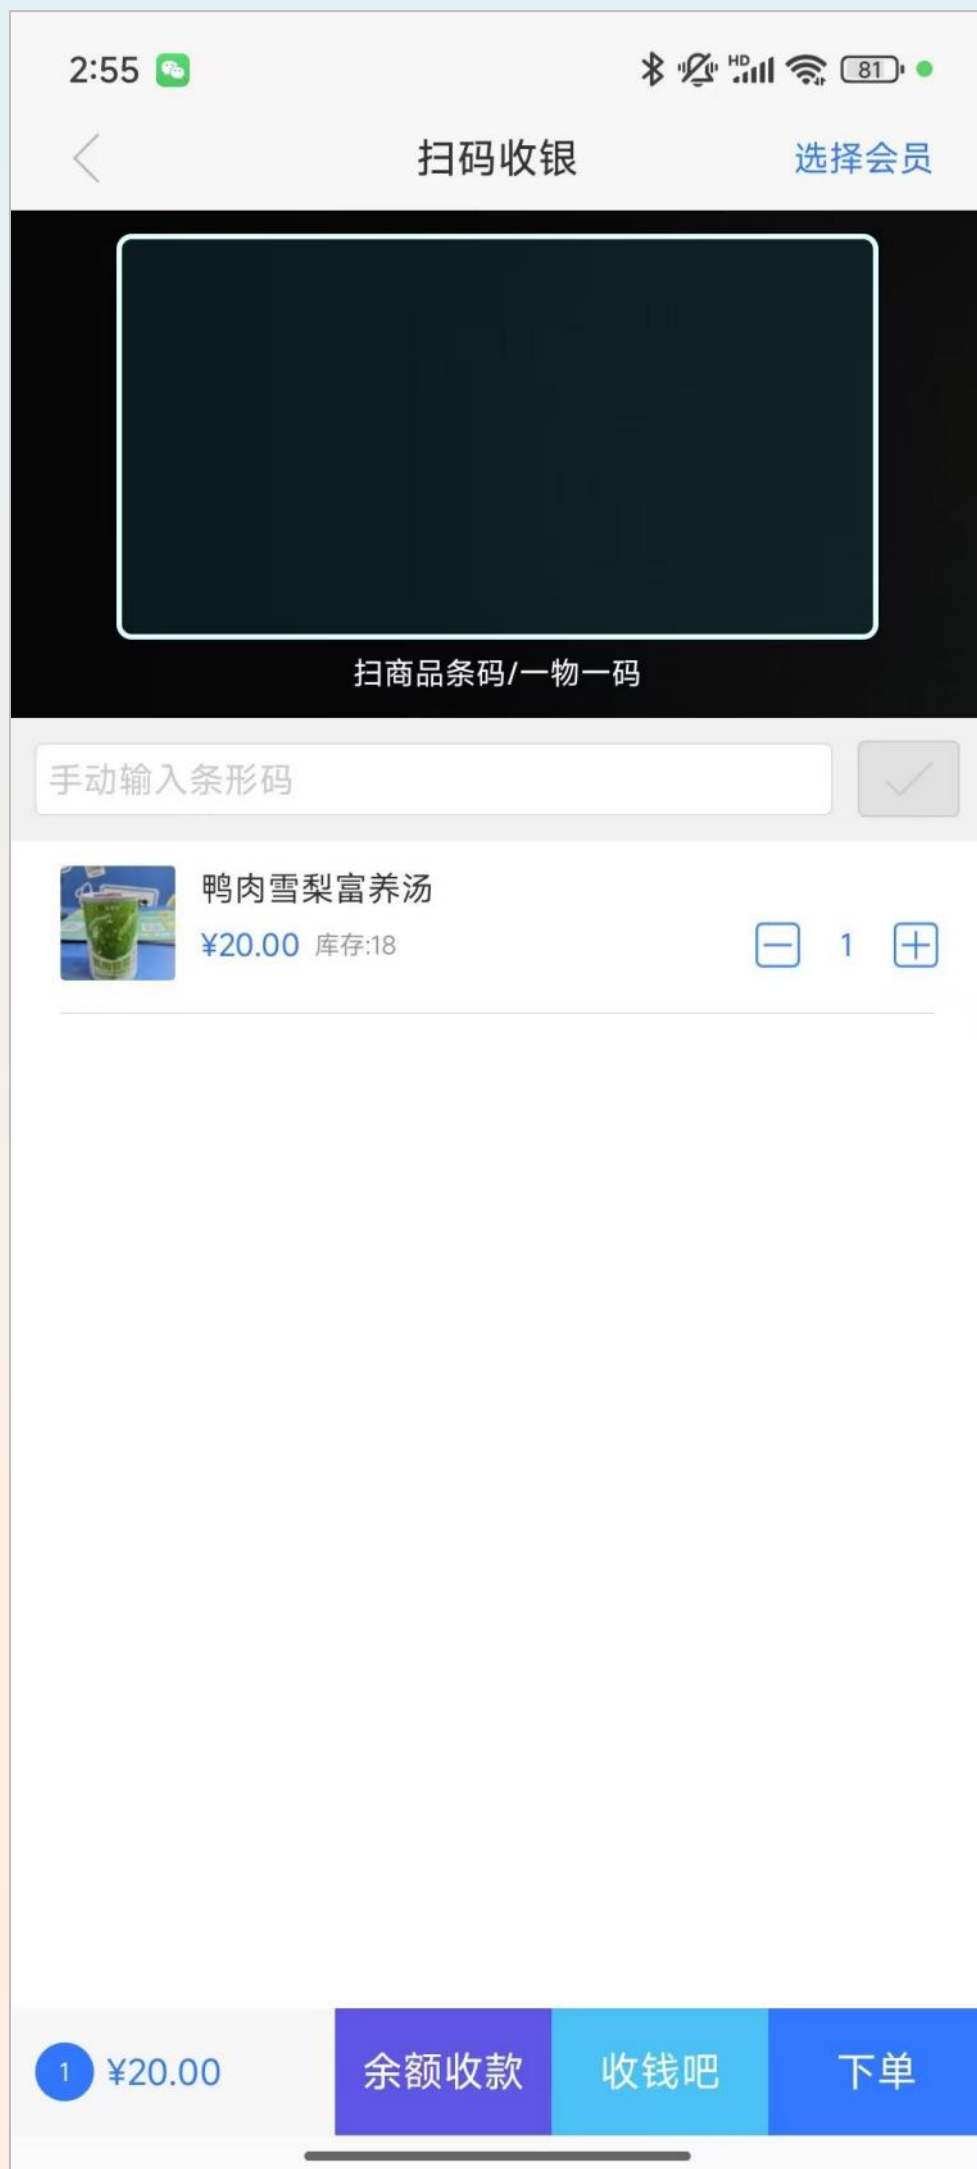 2:55 HD 81
扫码收银 选择会员
扫商品条码/一物一码
手动输入条形码
鸭肉雪梨富养汤
¥20.00 库存:18 1
1 ¥20.00 余额收款 收钱吧 下单